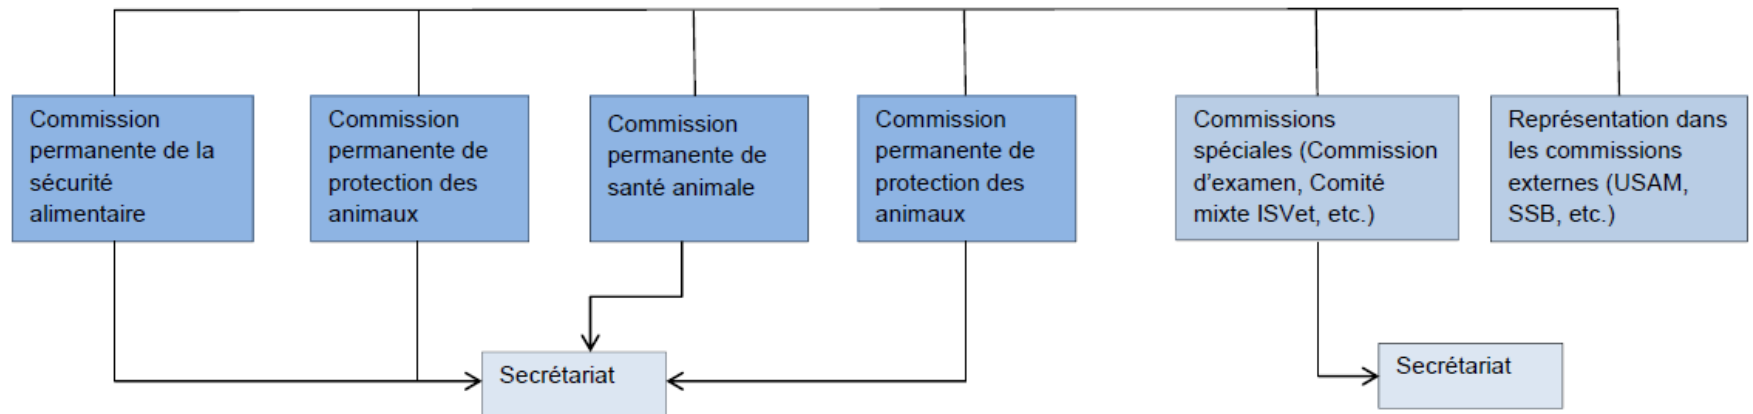 Commission
permanente de la
sécurité
alimentaire
Commission
permanente de
protection des
animaux
Commission
permanente de
santé animale
Commission
permanente de
protection des
animaux
Commissions
spéciales (Commission
d'examen, Comité
mixte ISVet, etc.)
Représentation dans
les commissions
externes (USAM,
SSB, etc.)
Secrétariat
Secrétariat